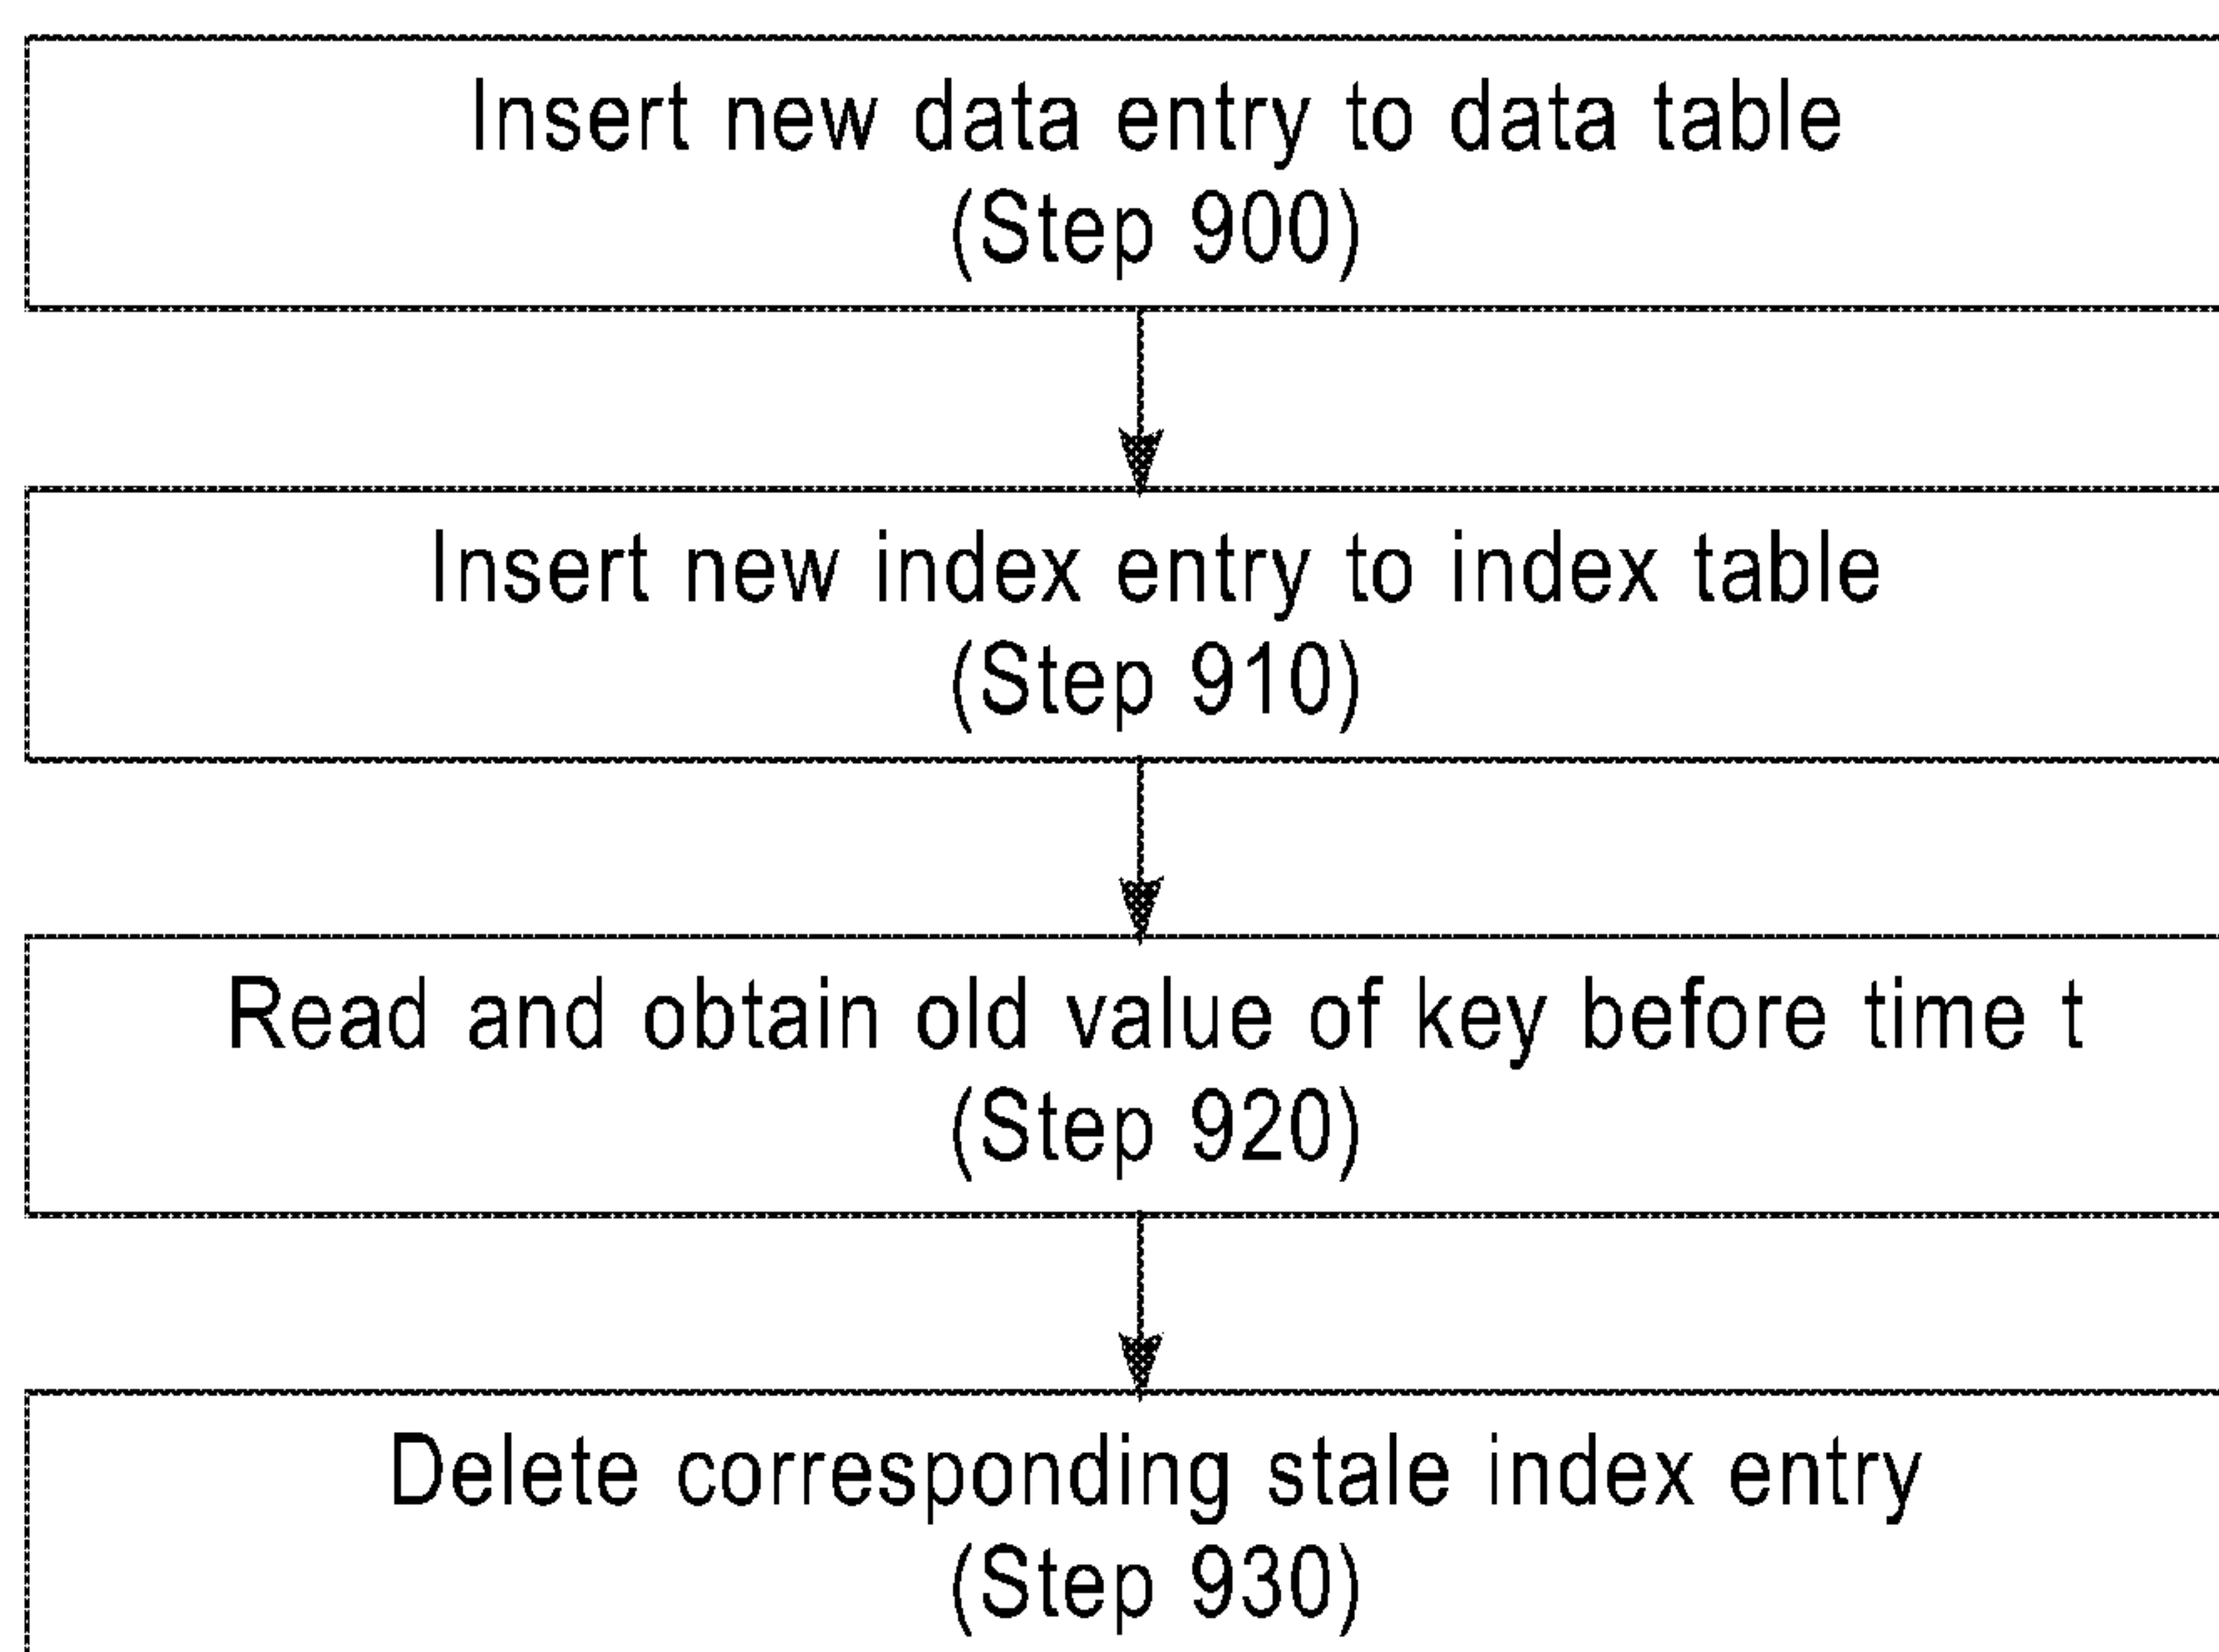 Insert new data entry to data table
(Step 900)
Insert new index entry to index table
(Step 910)
Read and obtain old value of key before time t
(Step 920)
Delete corresponding stale index entry
(Step 930)